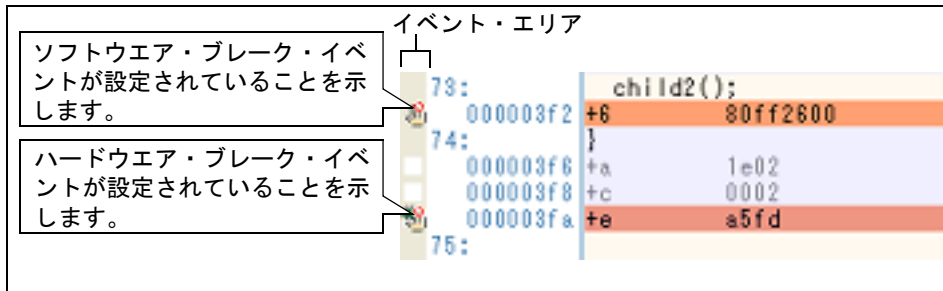 イベント・エリア
ソフトウエア・ブレーク・イベ
ントが設定されていることを示
します。
ハードウエア・ブレーク・イベ
ントが設定されていることを示
します。
73: child2();
000003f2 +6 80ff2600
74: }
000003f6 +a 1e02
000003f8 +c 0002
000003fa +e a5fd
75: